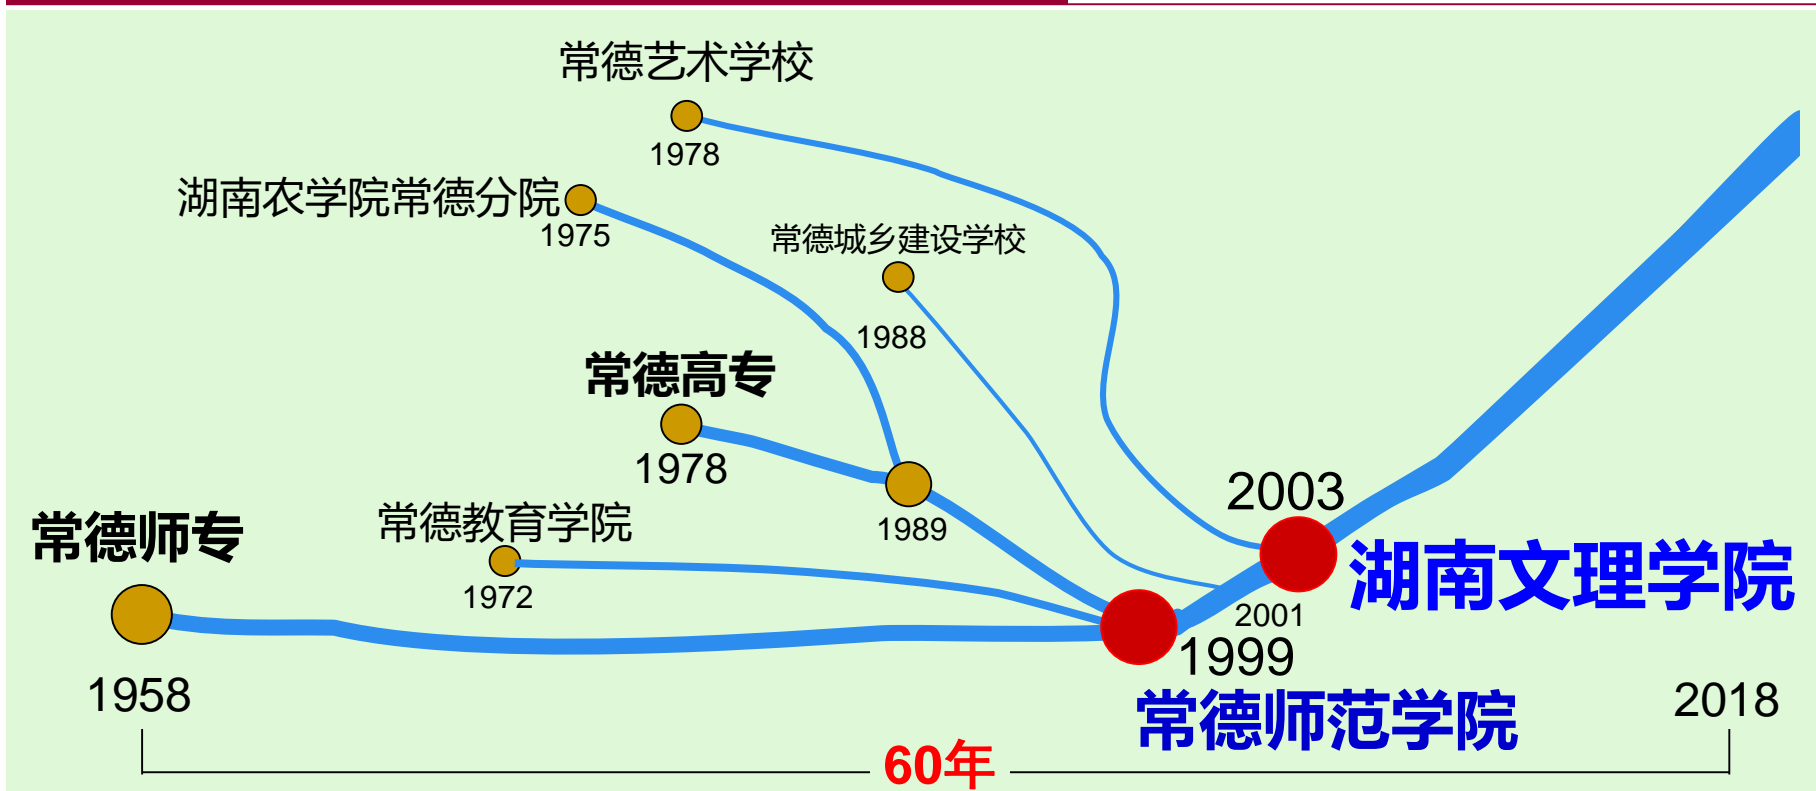 常德艺术学校
1978
湖南农学院常德分院
1975
常德城乡建设学校
1988
常德高专
1978
2003
1989
常德教育学院
1972
常德师专
1958
湖南文理学院
2001
1999
常德师范学院
2018
60年